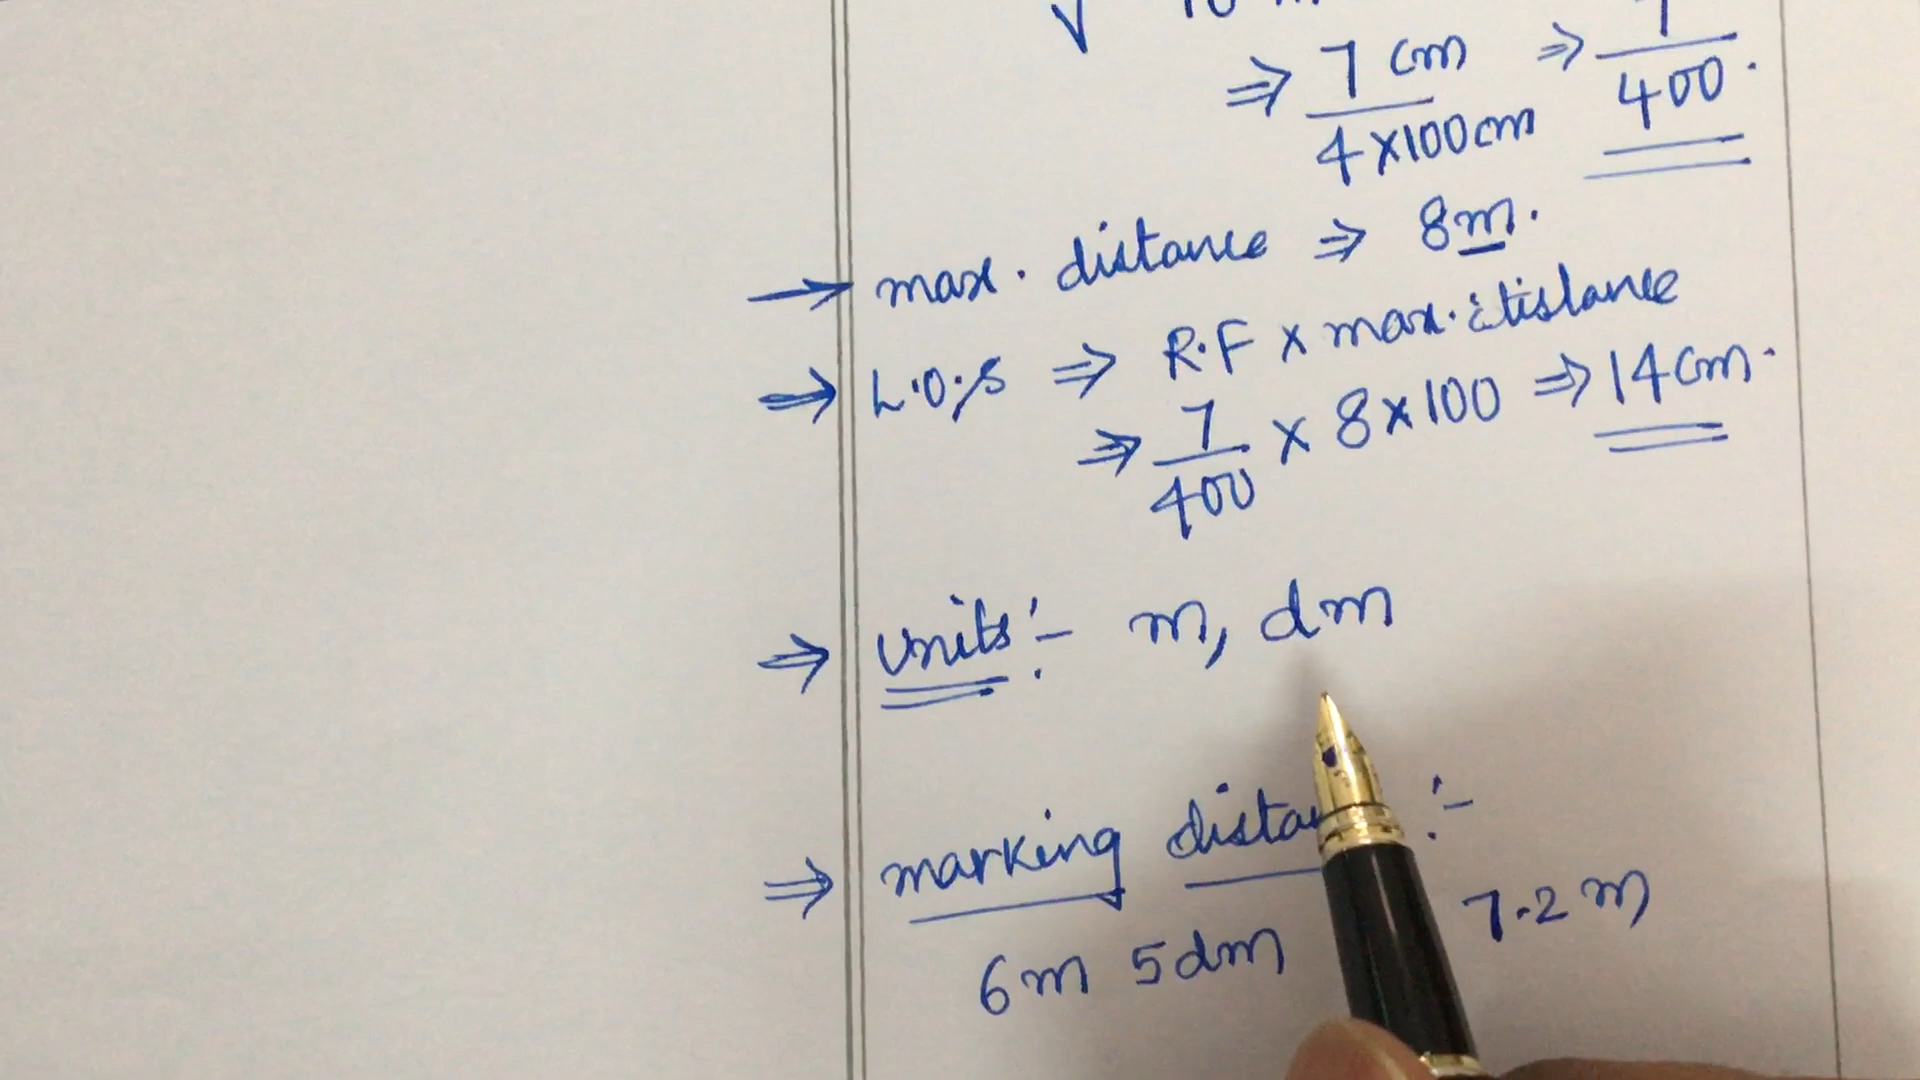 ⇒ 7 cm / 4×100cm ⇒ 7 / 400.
→ max. distance ⇒ 8m.
⇒ L.O.S ⇒ R.F × max. distance
⇒ 7/400 × 8×100 ⇒ 14cm.
⇒ Units:- m, dm
⇒ marking :-
6m 5dm 7.2 m